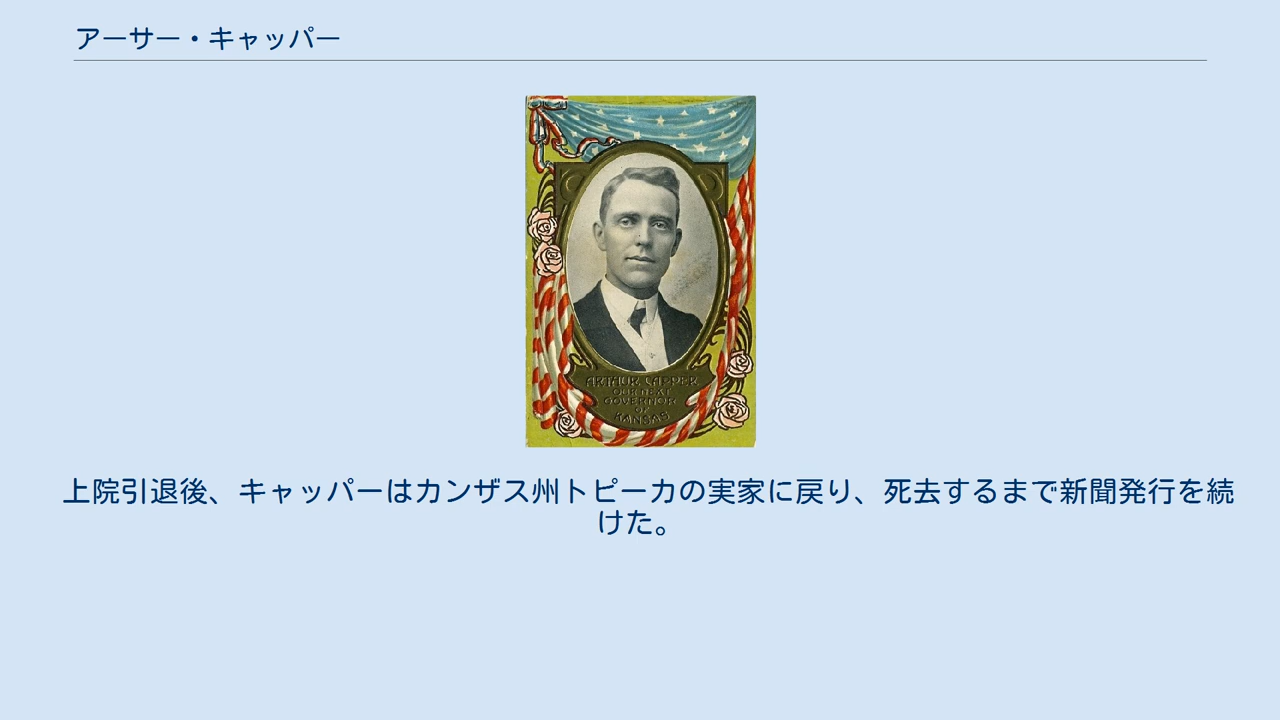 アーサー・キャッパー
ARTHUR CAPPER
OUR NEXT
GOVERNOR
OF
KANSAS
上院引退後、キャッパーはカンザス州トピーカの実家に戻り、死去するまで新聞発行を続
けた。